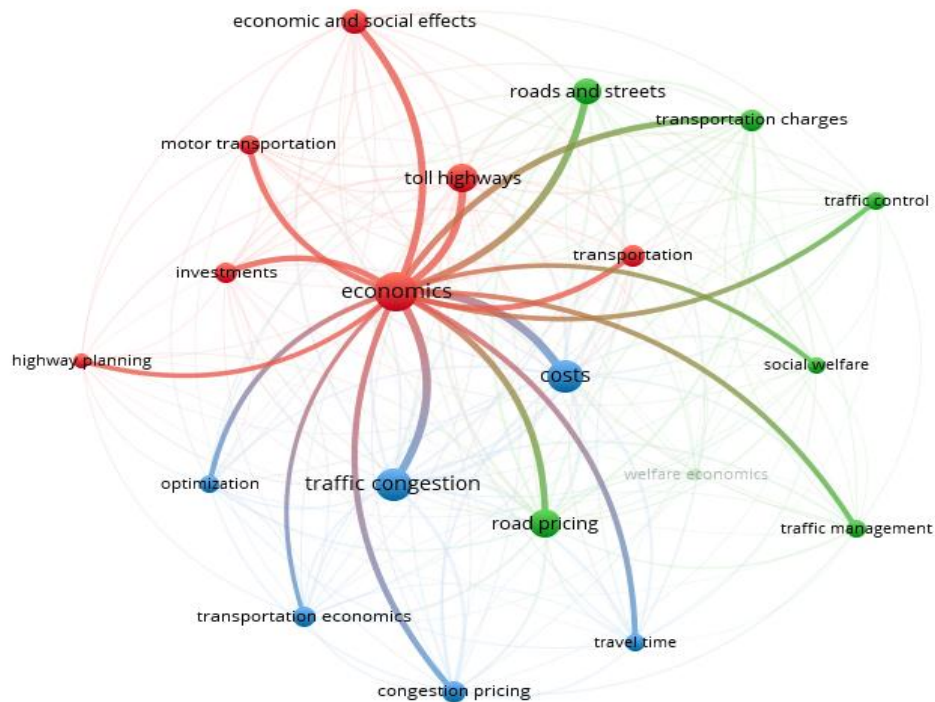 economic and social effects
roads and streets
transportation charges
motor transportation
toll highways
traffic control
transportation
investments
economics
highway planning
social welfare
costs
welfare economics
optimization
traffic congestion
road pricing
traffic management
transportation economics
travel time
congestion pricing